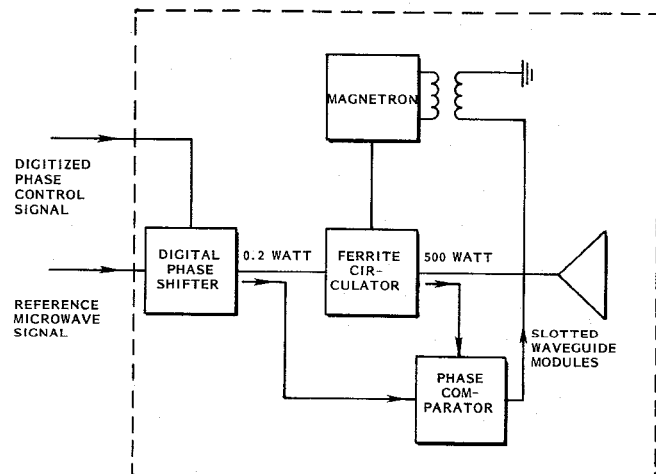 MAGNETRON
DIGITIZED
PHASE
CONTROL
SIGNAL
DIGITAL
PHASE
SHIFTER
0.2 WATT
FERRITE
CIR-
CULATOR
500 WATT
REFERENCE
MICROWAVE
SIGNAL
SLOTTED
WAVEGUIDE
MODULES
PHASE
COM-
PARATOR